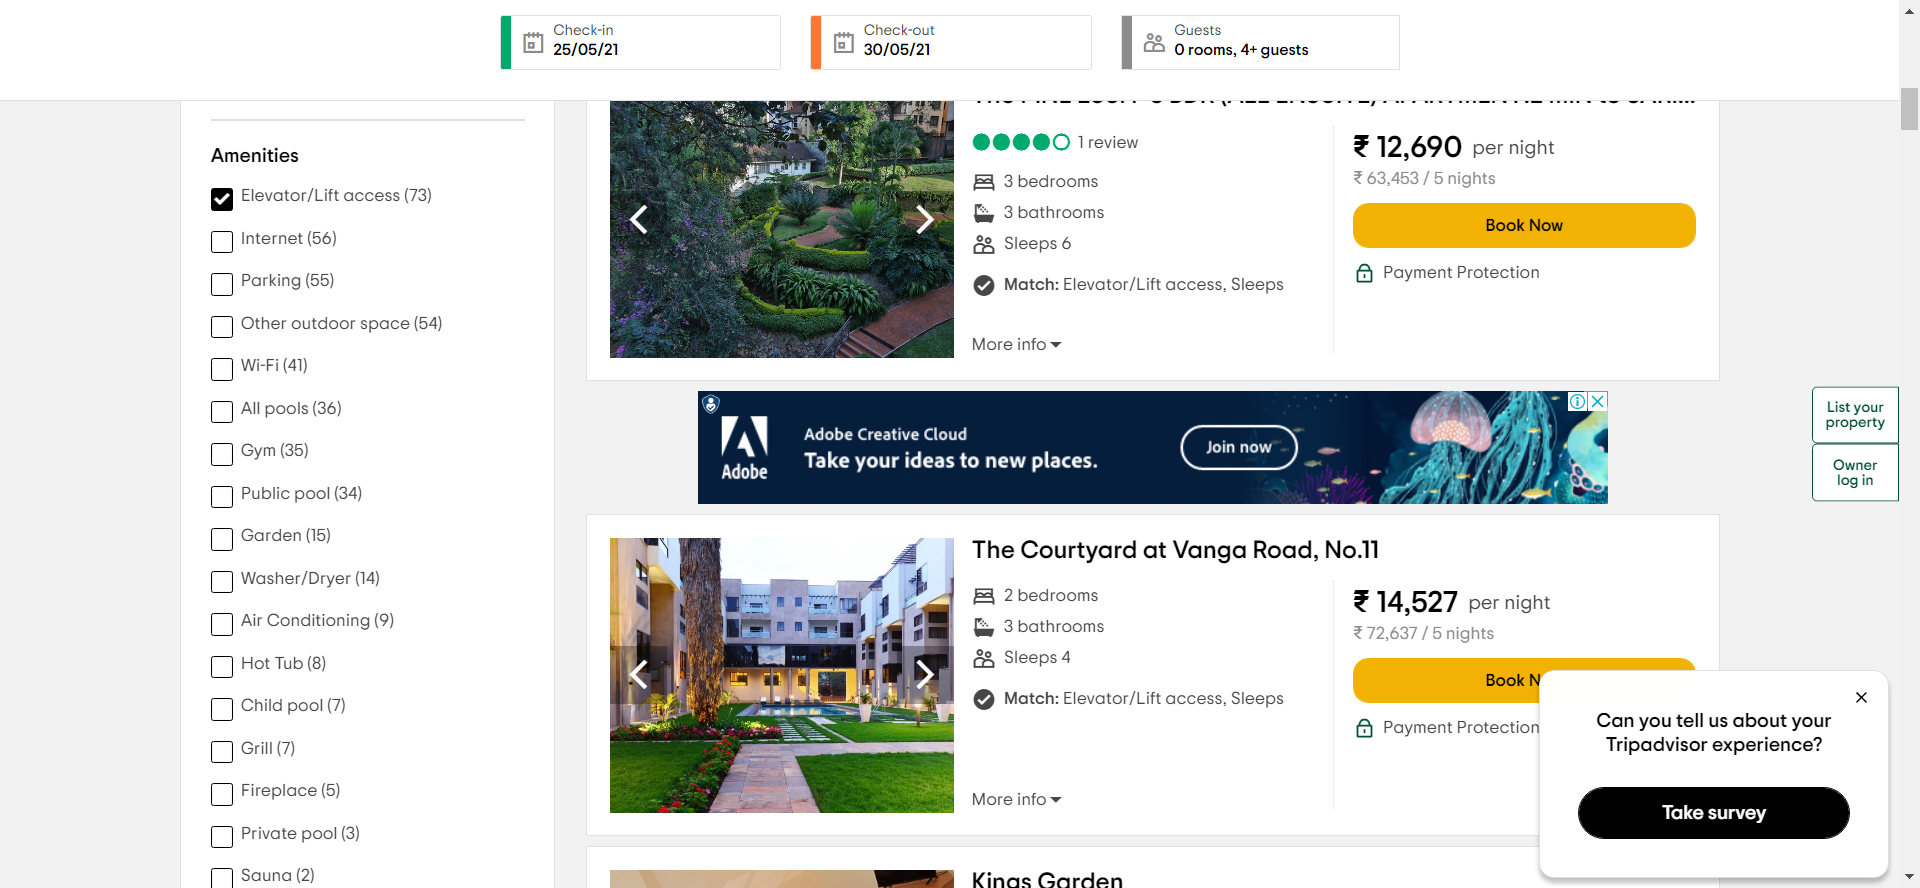 Check-in
25/05/21
Check-out
30/05/21
Guests
0 rooms, 4+ guests
Amenities
Elevator/Lift access (73)
Internet (56)
Parking (55)
Other outdoor space (54)
Wi-Fi (41)
All pools (36)
Gym (35)
Public pool (34)
Garden (15)
Washer/Dryer (14)
Air Conditioning (9)
Hot Tub (8)
Child pool (7)
Grill (7)
Fireplace (5)
Private pool (3)
Sauna (2)
1 review
3 bedrooms
3 bathrooms
Sleeps 6
Match: Elevator/Lift access, Sleeps
More info
₹ 12,690 per night
₹ 63,453 / 5 nights
Book Now
Payment Protection
Adobe
Adobe Creative Cloud
Take your ideas to new places.
Join now
List your
property
Owner
log in
The Courtyard at Vanga Road, No.11
2 bedrooms
3 bathrooms
Sleeps 4
Match: Elevator/Lift access, Sleeps
More info
₹ 14,527 per night
₹ 72,637 / 5 nights
Book
Payment Protection
Can you tell us about your
Tripadvisor experience?
Take survey
Kings Garden